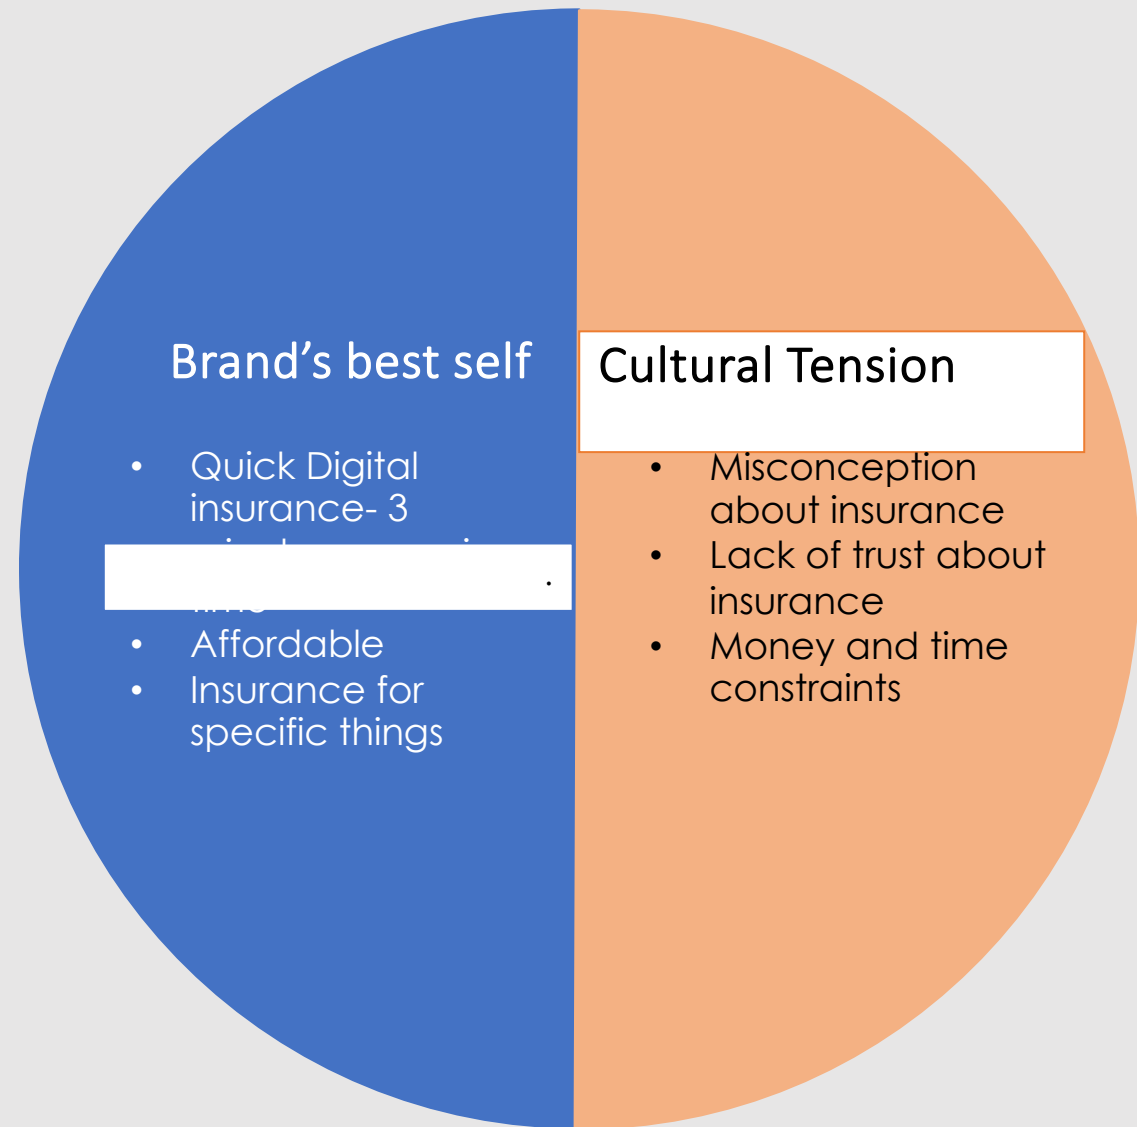 Brand's best self
• Quick Digital
insurance- 3
.
• Affordable
• Insurance for
specific things
Cultural Tension
• Misconception
about insurance
• Lack of trust about
insurance
• Money and time
constraints